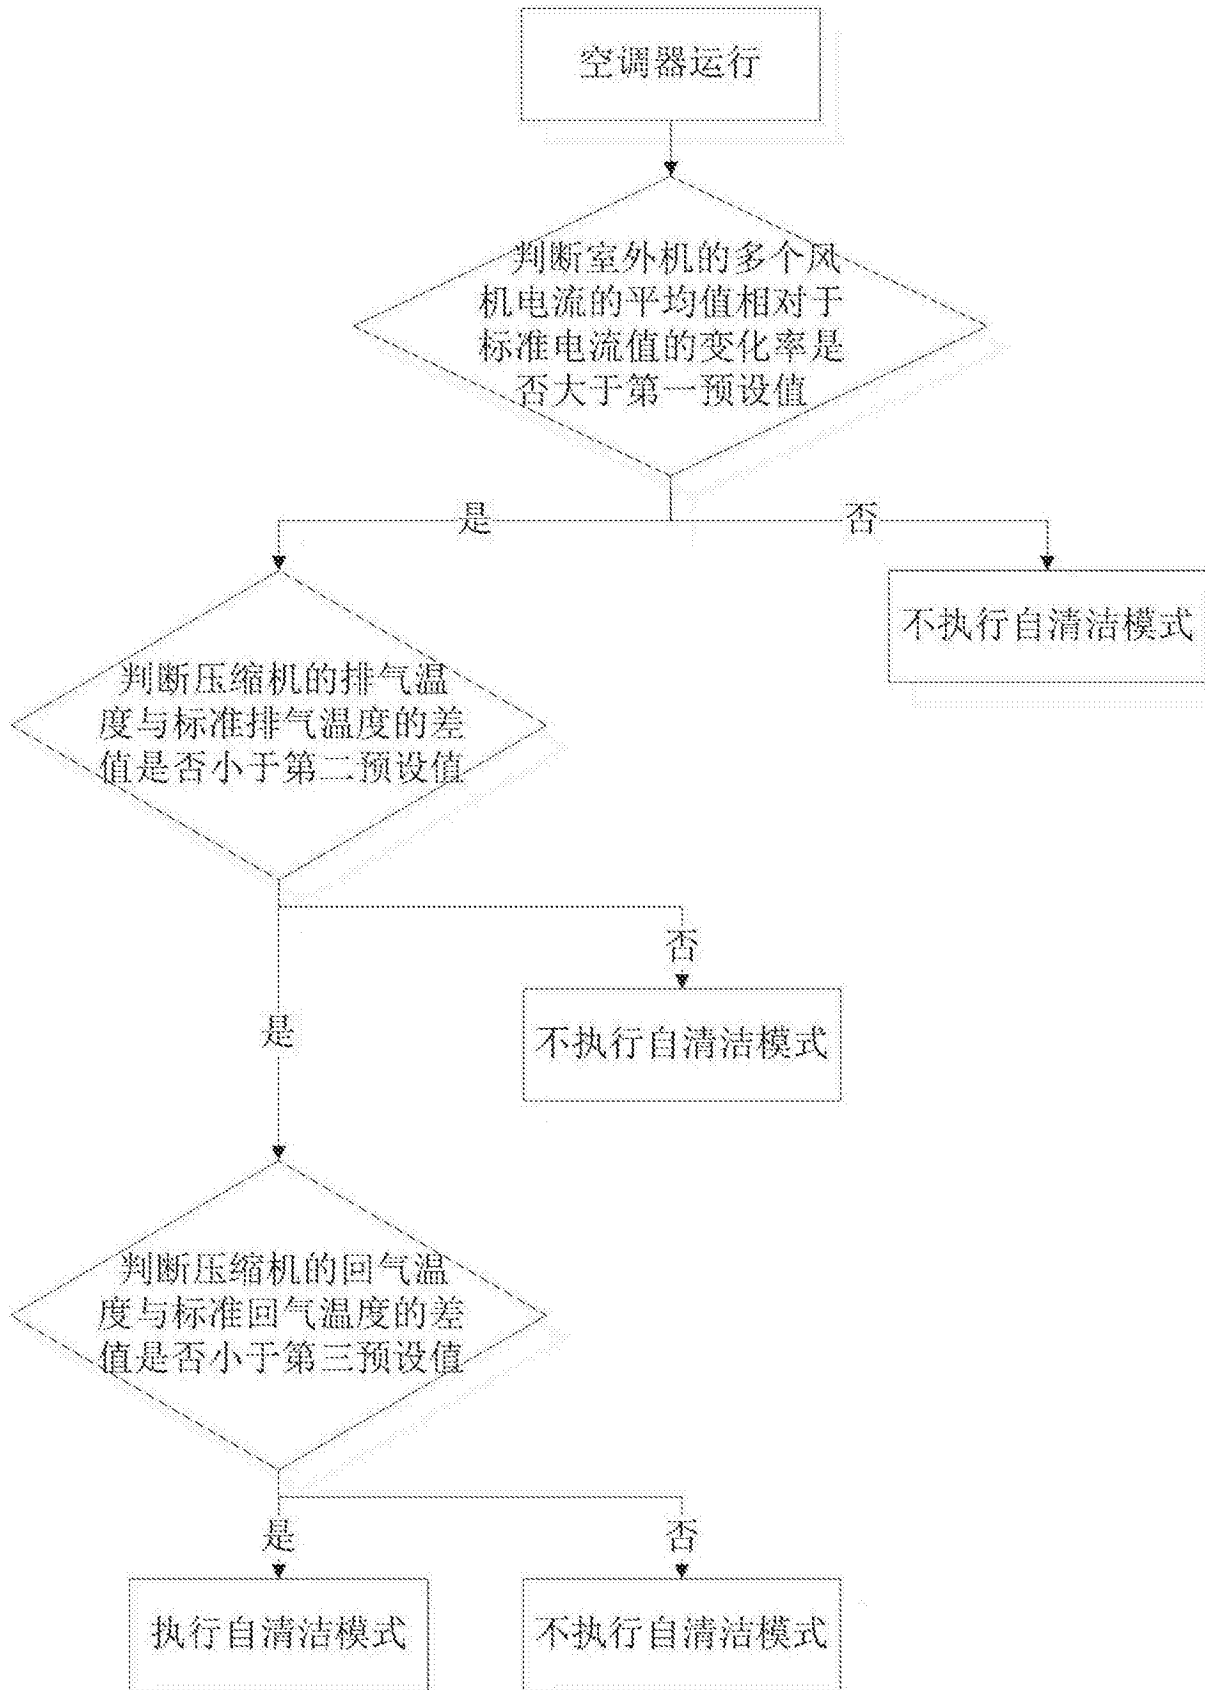 空调器运行
判断室外机的多个风
机电流的平均值相对于
标准电流值的变化率是
否大于第一预设值
是
否
不执行自清洁模式
判断压缩机的排气温
度与标准排气温度的差
值是否小于第二预设值
否
不执行自清洁模式
是
判断压缩机的回气温
度与标准回气温度的差
值是否小于第三预设值
是
否
执行自清洁模式
不执行自清洁模式